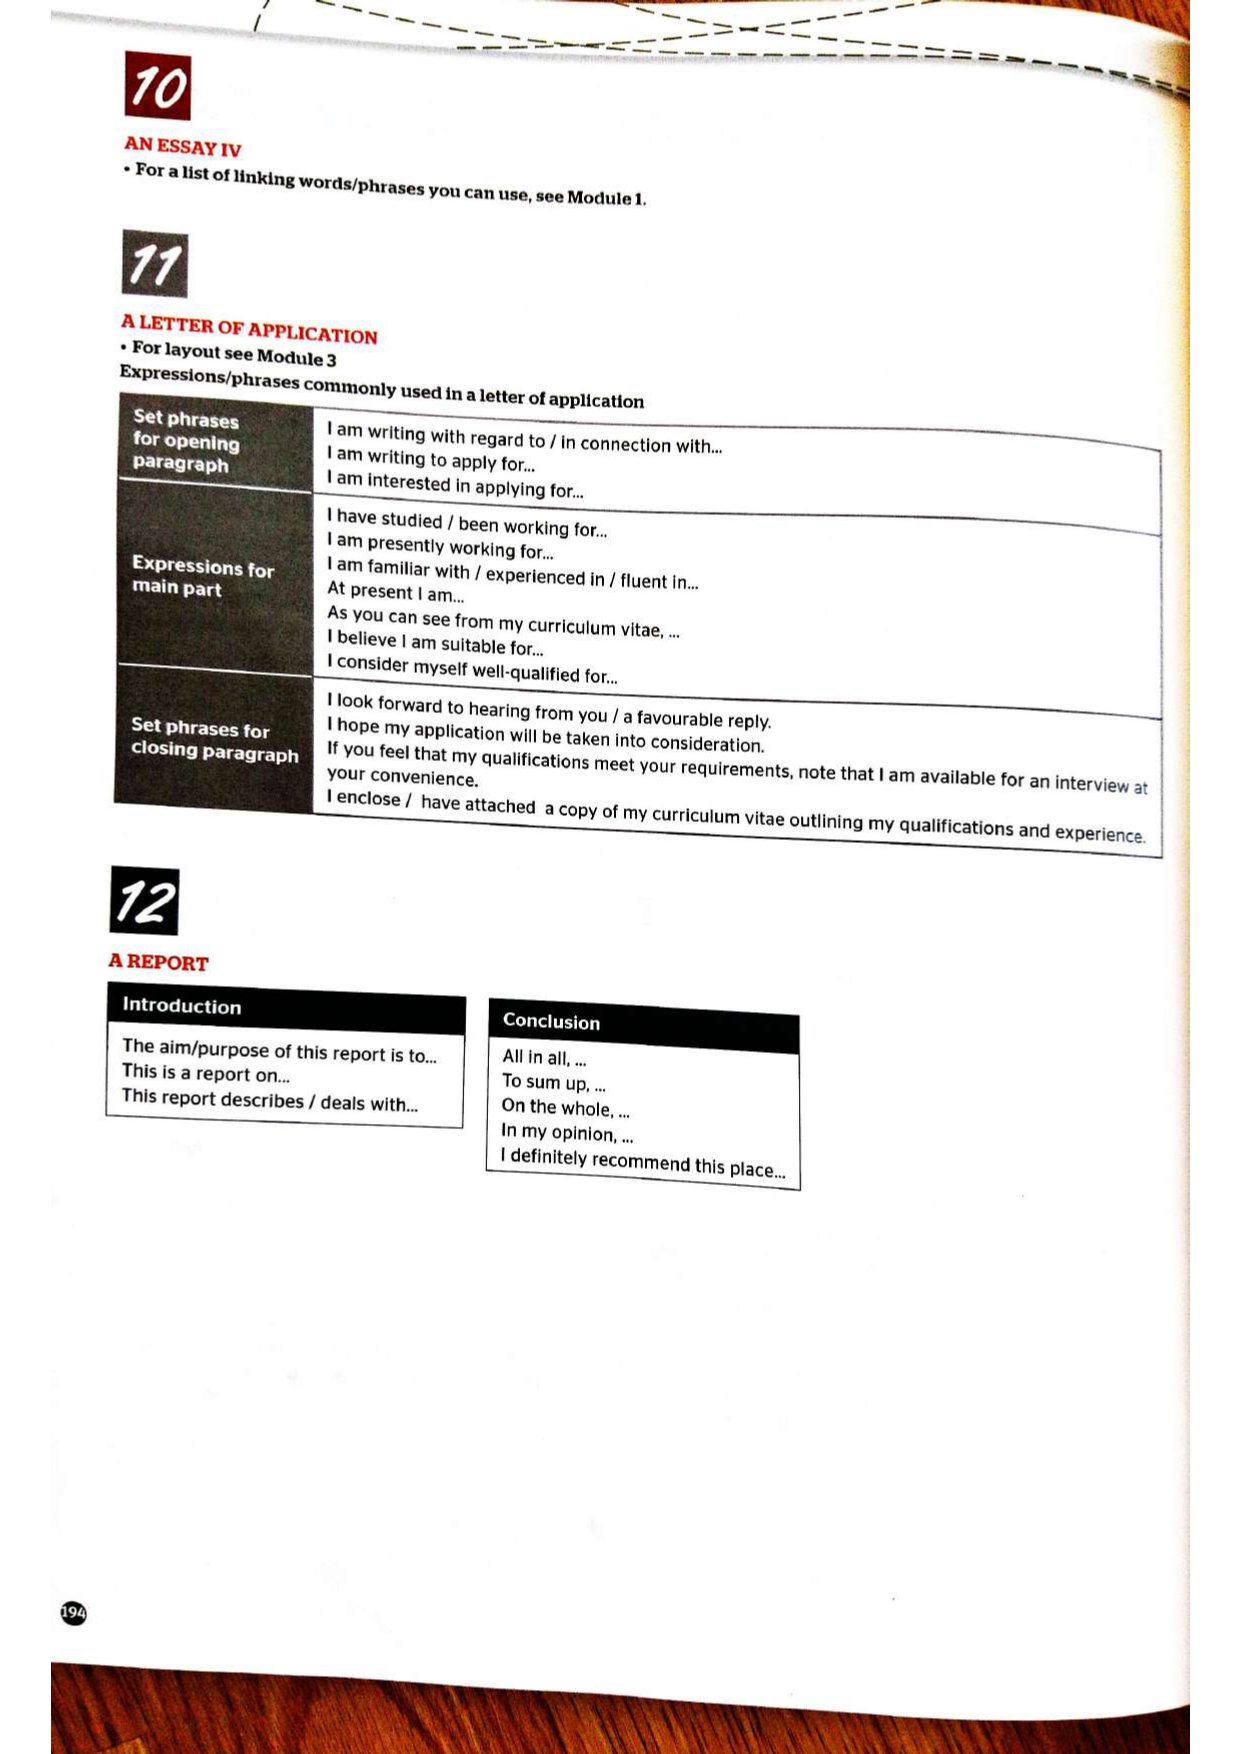 10
AN ESSAY IV
• For a list of linking words/phrases you can use, see Module 1.
11
A LETTER OF APPLICATION
• For layout see Module 3
Expressions/phrases commonly used in a letter of application
Set phrases
for opening
paragraph
I am writing with regard to / in connection with...
I am writing to apply for...
I am interested in applying for...
Expressions for
main part
I have studied / been working for...
I am presently working for...
I am familiar with / experienced in / fluent in...
At present I am...
As you can see from my curriculum vitae, ...
I believe I am suitable for...
I consider myself well-qualified for...
Set phrases for
closing paragraph
I look forward to hearing from you / a favourable reply.
I hope my application will be taken into consideration.
If you feel that my qualifications meet your requirements, note that I am available for an interview at
your convenience.
I enclose / have attached a copy of my curriculum vitae outlining my qualifications and experience.
12
A REPORT
Introduction
The aim/purpose of this report is to...
This is a report on...
This report describes / deals with...
Conclusion
All in all, ...
To sum up, ...
On the whole, ...
In my opinion, ...
I definitely recommend this place...
194